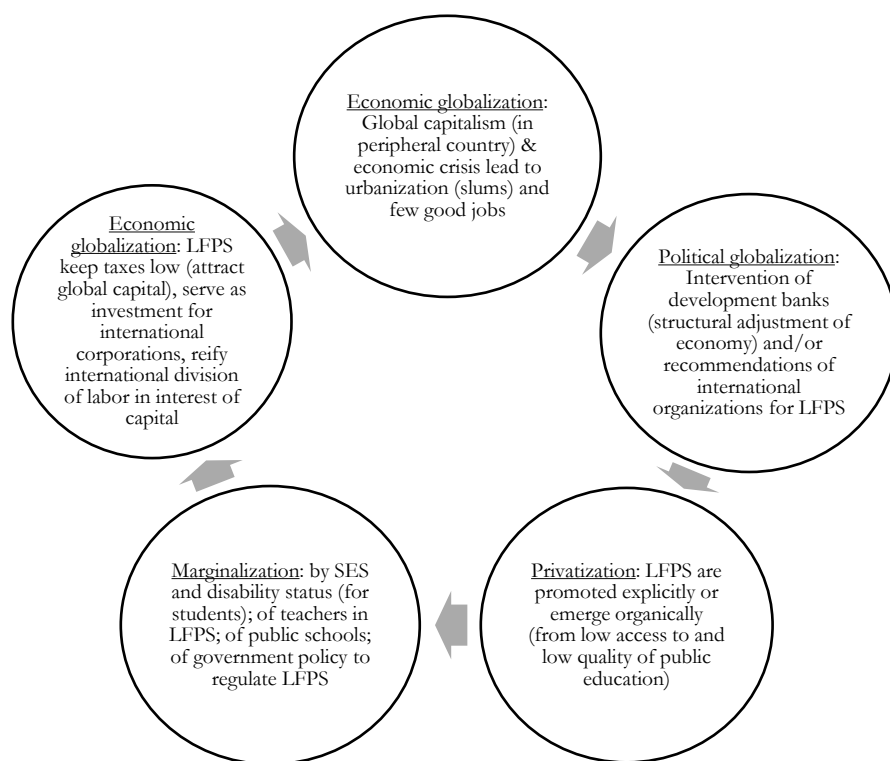 Economic globalization:
Global capitalism (in
peripheral country) &
economic crisis lead to
urbanization (slums) and
few good jobs
Political globalization:
Intervention of
development banks
(structural adjustment of
economy) and/or
recommendations of
international
organizations for LFPS
Privatization: LFPS are
promoted explicitly or
emerge organically
(from low access to and
low quality of public
education)
Marginalization: by SES
and disability status (for
students); of teachers in
LFPS; of public schools;
of government policy to
regulate LFPS
Economic
globalization: LFPS
keep taxes low (attract
global capital), serve as
investment for
international
corporations, reify
international division
of labor in interest of
capital